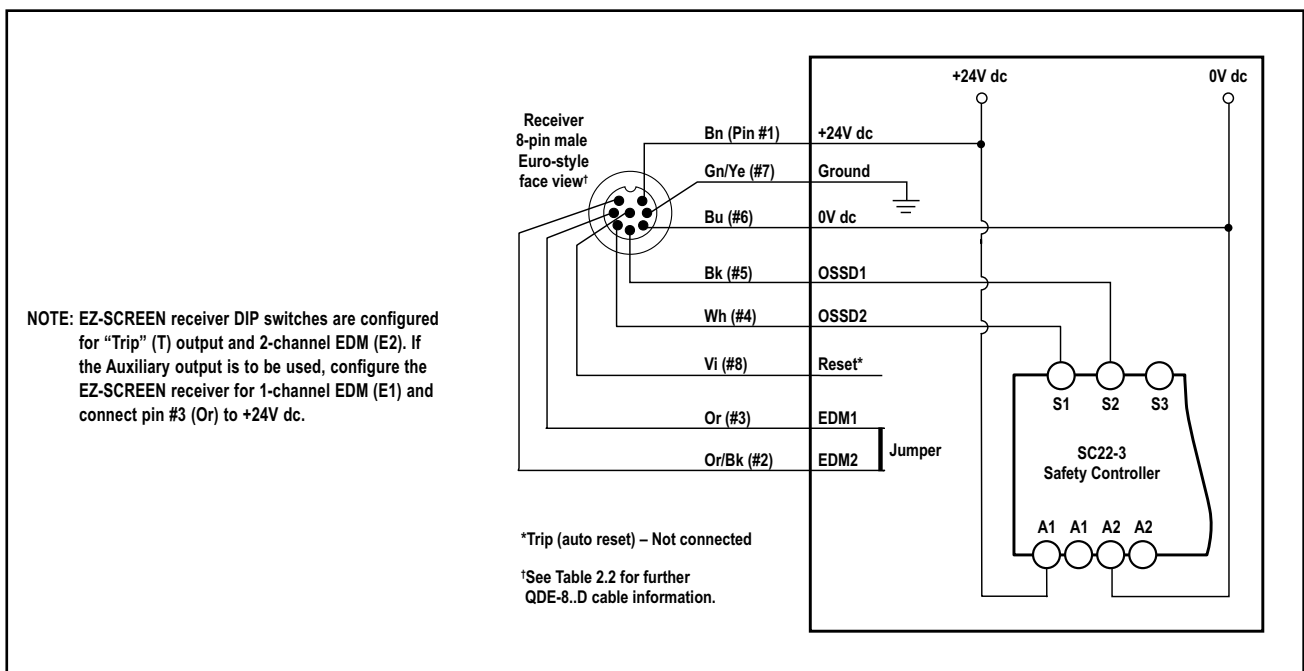 +24V dc
0V dc
Receiver
8-pin male
Euro-style
face view†
Bn (Pin #1)
+24V dc
Gn/Ye (#7)
Ground
Bu (#6)
0V dc
Bk (#5)
OSSD1
Wh (#4)
OSSD2
Vi (#8)
Reset*
Or (#3)
EDM1
Or/Bk (#2)
EDM2
Jumper
NOTE: EZ-SCREEN receiver DIP switches are configured
for “Trip” (T) output and 2-channel EDM (E2). If
the Auxiliary output is to be used, configure the
EZ-SCREEN receiver for 1-channel EDM (E1) and
connect pin #3 (Or) to +24V dc.
S1
S2
S3
SC22-3
Safety Controller
A1
A1
A2
A2
*Trip (auto reset) – Not connected
†See Table 2.2 for further
QDE-8..D cable information.